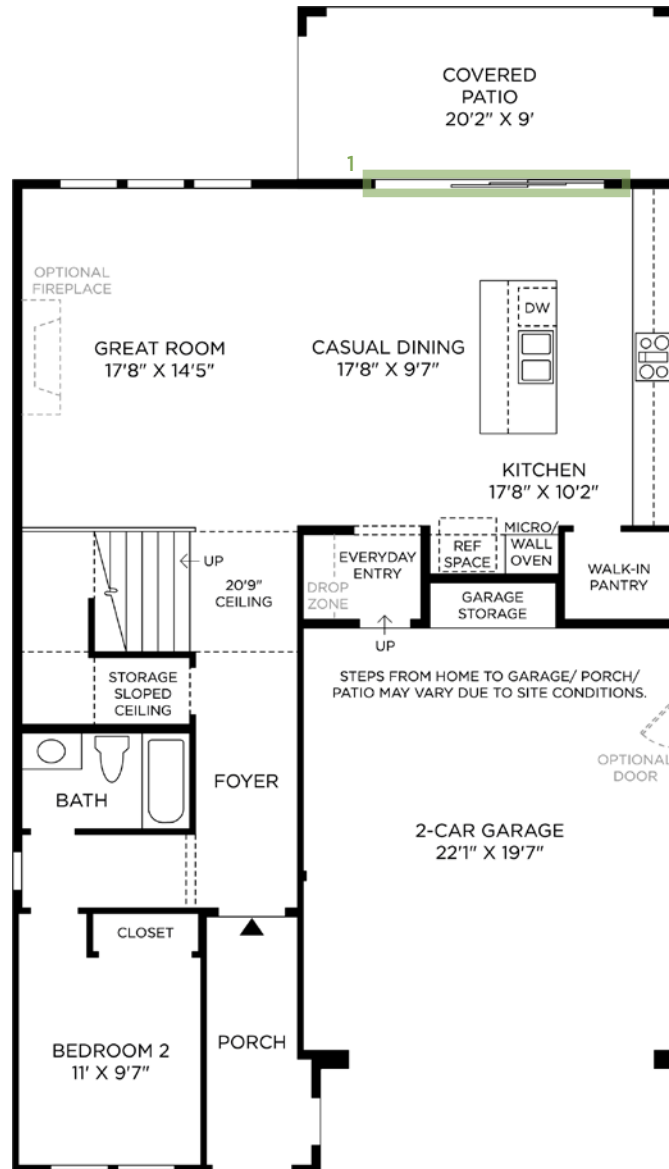 COVERED
PATIO
20'2" X 9'
1
OPTIONAL
FIREPLACE
GREAT ROOM
17'8" X 14'5"
CASUAL DINING
17'8" X 9'7"
DW
KITCHEN
17'8" X 10'2"
UP
20'9"
CEILING
DROP
ZONE
EVERYDAY
ENTRY
UP
REF
SPACE
MICRO/
WALL
OVEN
WALK-IN
PANTRY
GARAGE
STORAGE
STORAGE
SLOPED
CEILING
STEPS FROM HOME TO GARAGE/ PORCH/
PATIO MAY VARY DUE TO SITE CONDITIONS.
OPTIONAL
DOOR
BATH
FOYER
2-CAR GARAGE
22'1" X 19'7"
CLOSET
BEDROOM 2
11' X 9'7"
PORCH